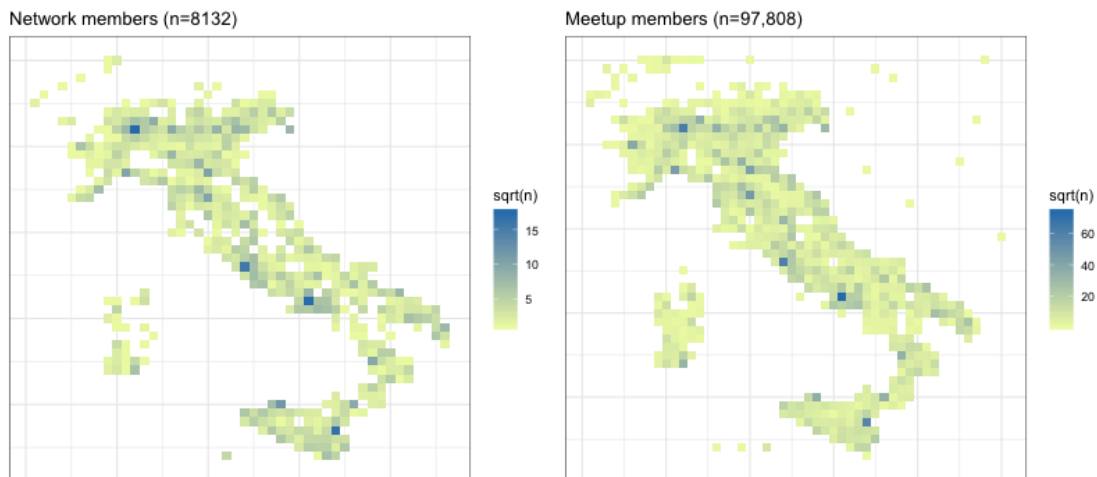 Network members (n=8132)
sqrt(n)
15
10
5
Meetup members (n=97,808)
sqrt(n)
60
40
20